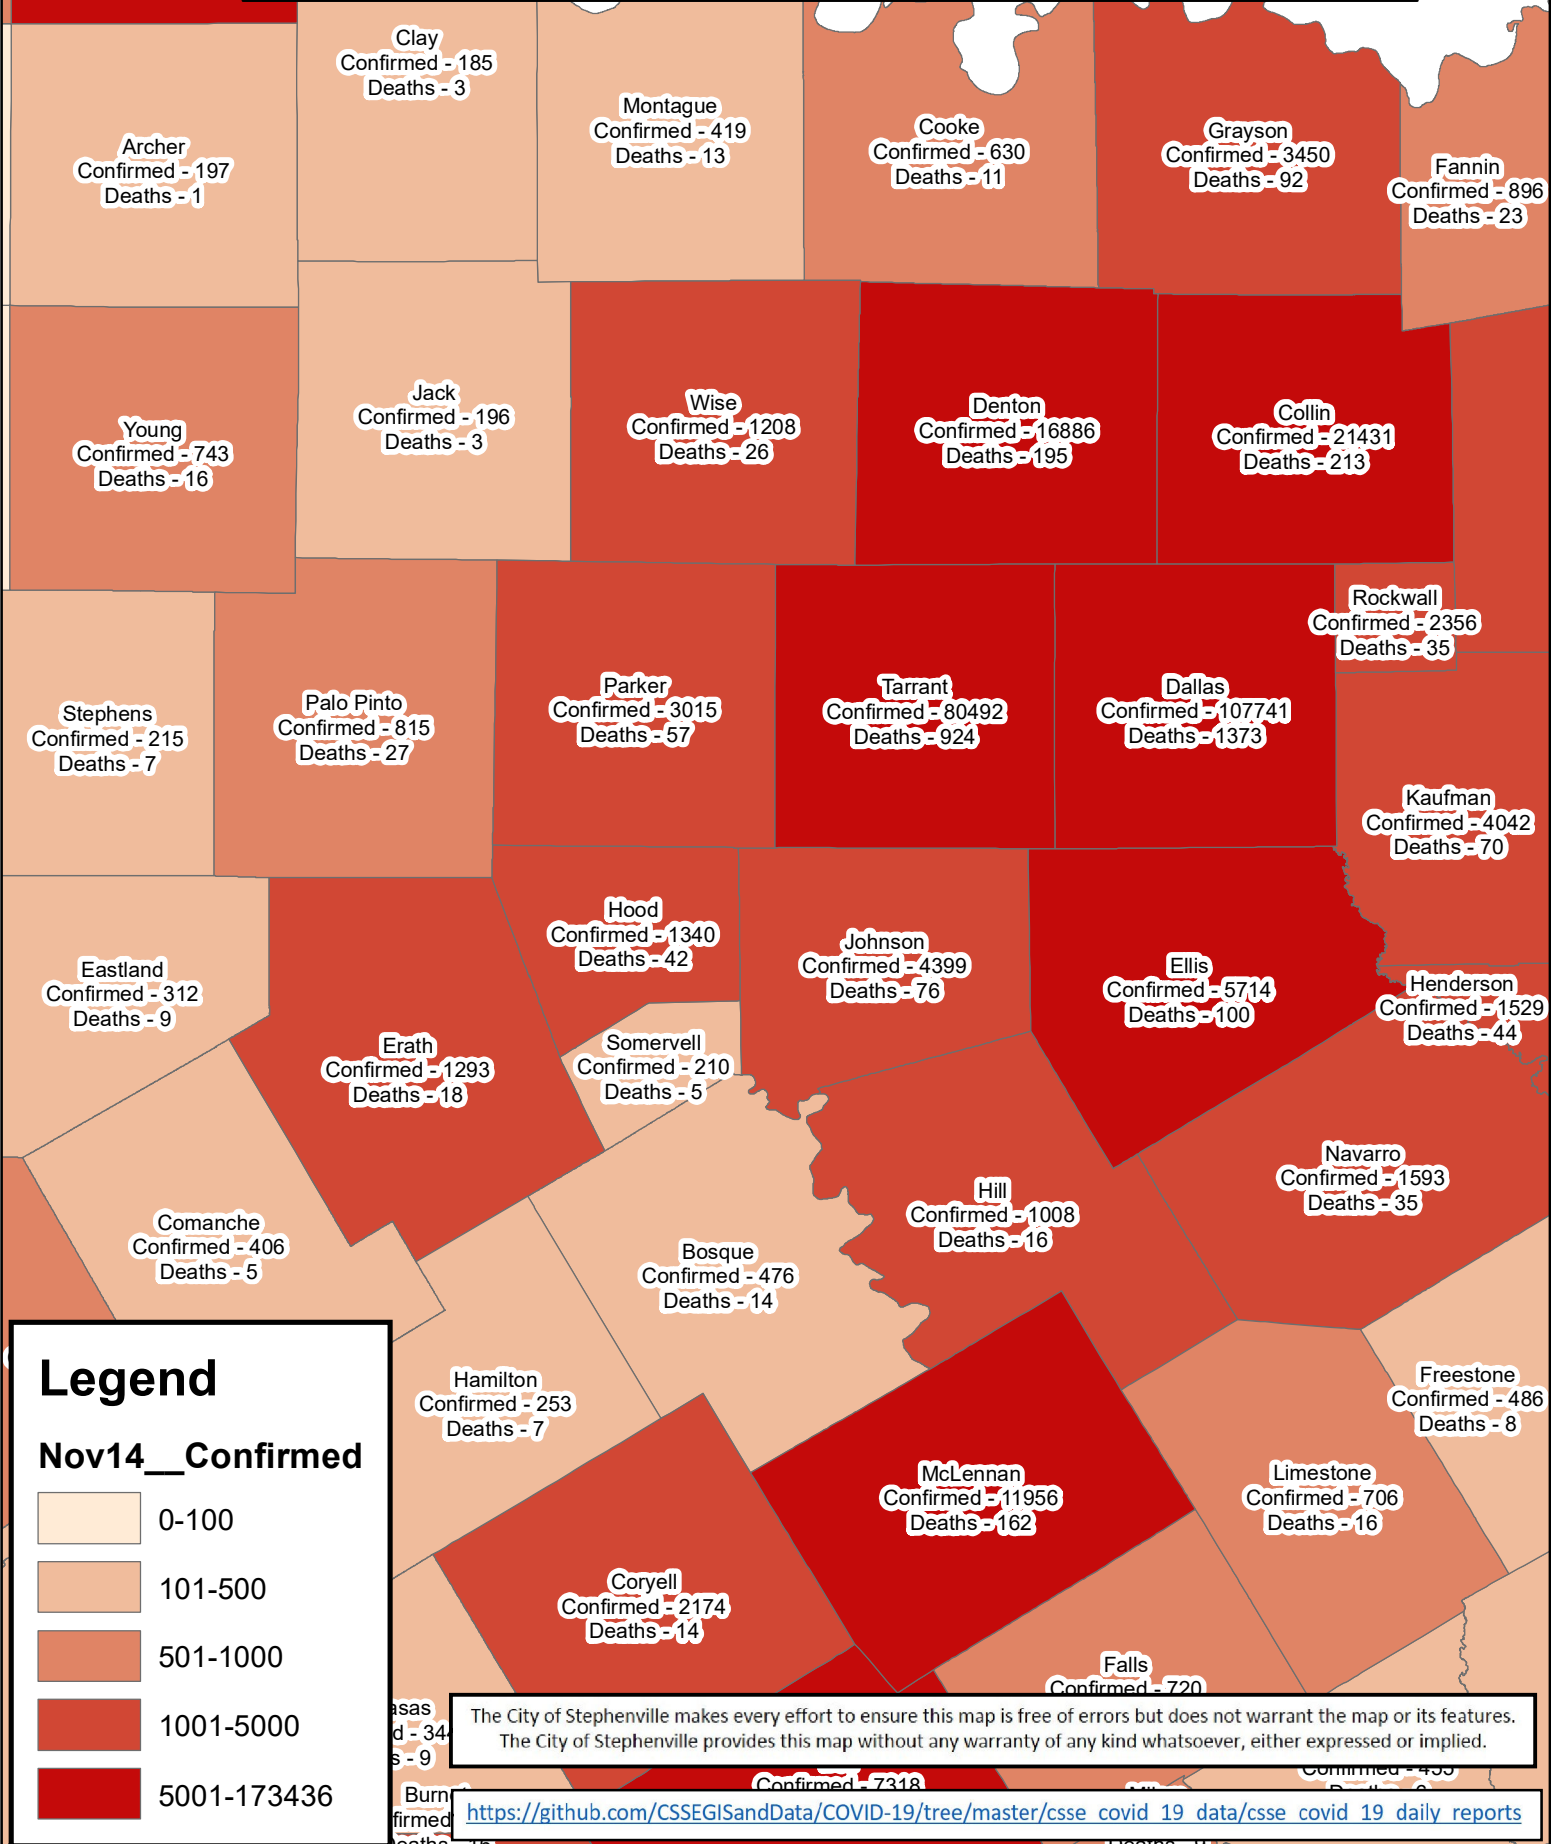 Clay
Confirmed - 185
Deaths - 3
Montague
Confirmed - 419
Deaths - 13
Cooke
Confirmed - 630
Deaths - 11
Grayson
Confirmed - 3450
Deaths - 92
Archer
Confirmed - 197
Deaths - 1
Fannin
Confirmed - 896
Deaths - 23
Young
Confirmed - 743
Deaths - 16
Jack
Confirmed - 196
Deaths - 3
Wise
Confirmed - 1208
Deaths - 26
Denton
Confirmed - 16886
Deaths - 195
Collin
Confirmed - 21431
Deaths - 213
Rockwall
Confirmed - 2356
Deaths - 35
Stephens
Confirmed - 215
Deaths - 7
Palo Pinto
Confirmed - 815
Deaths - 27
Parker
Confirmed - 3015
Deaths - 57
Tarrant
Confirmed - 80492
Deaths - 924
Dallas
Confirmed - 107741
Deaths - 1373
Kaufman
Confirmed - 4042
Deaths - 70
Eastland
Confirmed - 312
Deaths - 9
Hood
Confirmed - 1340
Deaths - 42
Johnson
Confirmed - 4399
Deaths - 76
Ellis
Confirmed - 5714
Deaths - 100
Henderson
Confirmed - 1529
Deaths - 44
Erath
Confirmed - 1293
Deaths - 18
Somervell
Confirmed - 210
Deaths - 5
Comanche
Confirmed - 406
Deaths - 5
Bosque
Confirmed - 476
Deaths - 14
Hill
Confirmed - 1008
Deaths - 16
Navarro
Confirmed - 1593
Deaths - 35
Hamilton
Confirmed - 253
Deaths - 7
Freestone
Confirmed - 486
Deaths - 8
McLennan
Confirmed - 11956
Deaths - 162
Limestone
Confirmed - 706
Deaths - 16
Coryell
Confirmed - 2174
Deaths - 14
Falls
Confirmed - 720
asas
d - 344
s - 9
Confirmed - 7318
Burn
firmed
Legend
Nov14__Confirmed
0-100
101-500
501-1000
1001-5000
5001-173436
The City of Stephenville makes every effort to ensure this map is free of errors but does not warrant the map or its features.
The City of Stephenville provides this map without any warranty of any kind whatsoever, either expressed or implied.
https://github.com/CSSEGISandData/COVID-19/tree/master/csse_covid_19_data/csse_covid_19_daily_reports